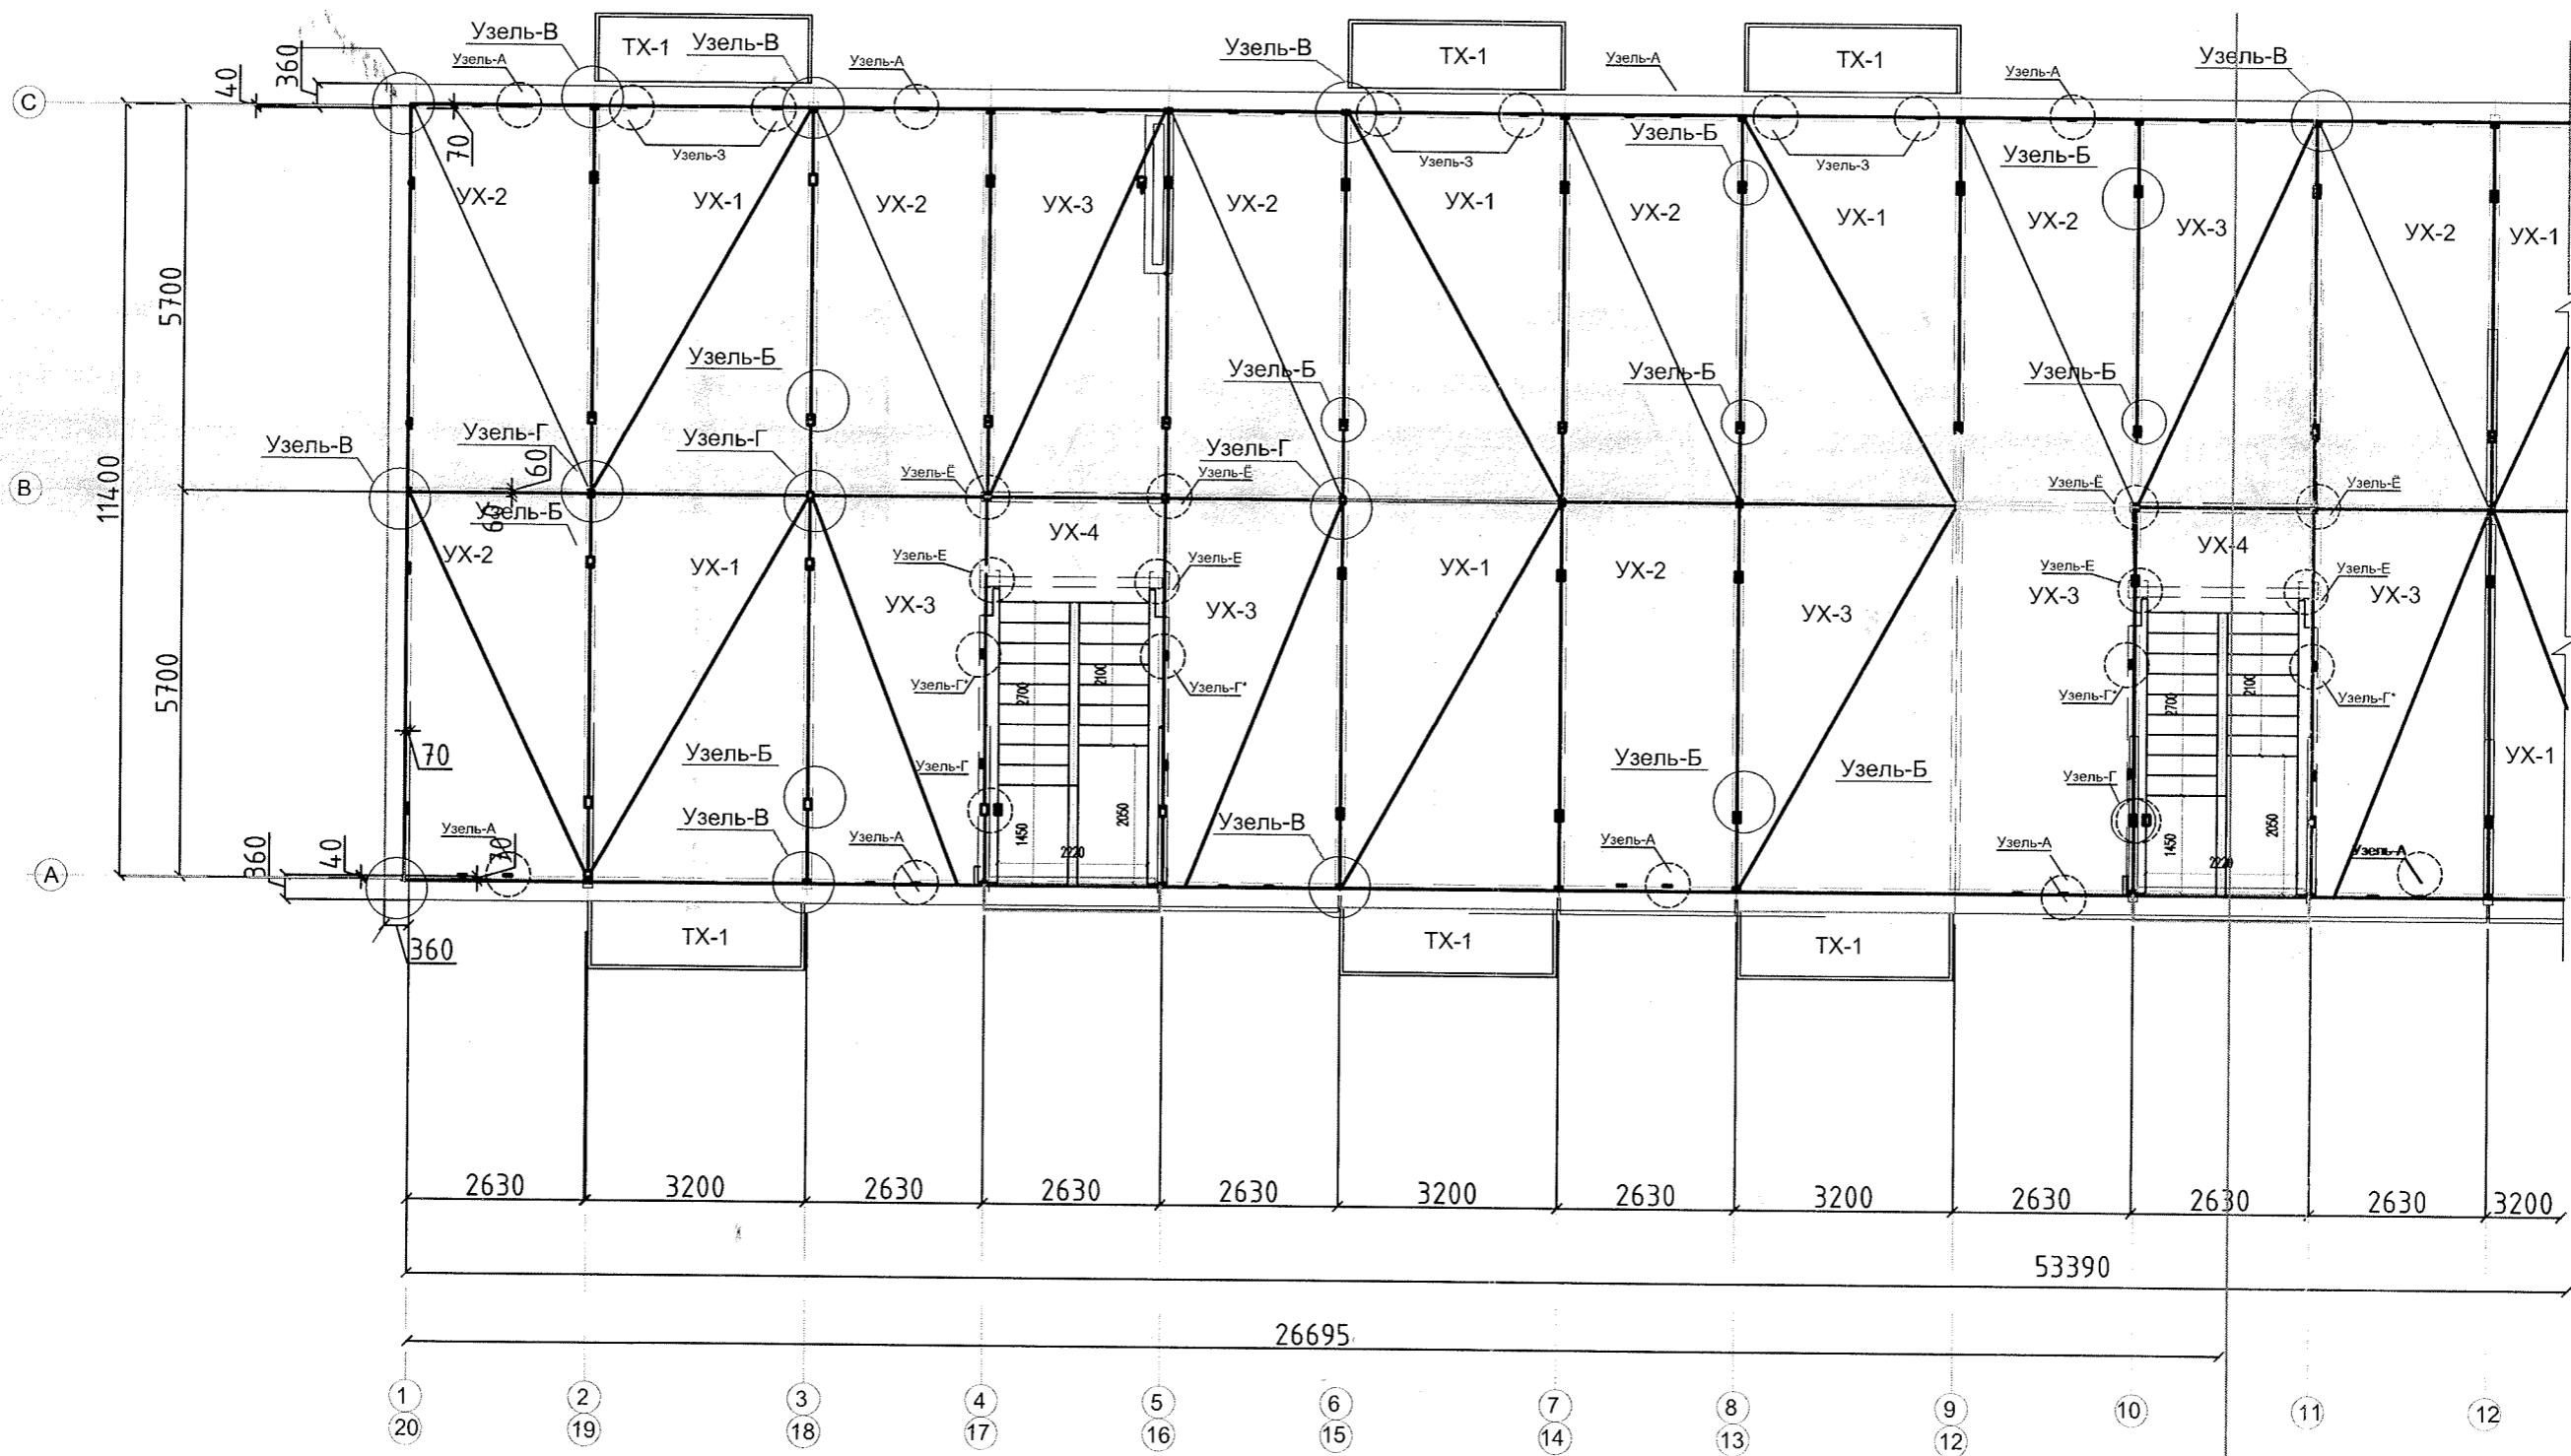 Узель-В
ТХ-1
Узель-В
Узель-В
ТХ-1
ТХ-1
Узель-В
360
40
Узель-А
Узель-А
Узель-А
Узель-А
С
70
Узель-З
Узель-З
Узель-Б
Узель-З
Узель-Б
УХ-2
УХ-1
УХ-2
УХ-3
УХ-2
УХ-1
УХ-2
УХ-1
УХ-2
УХ-3
УХ-2
УХ-1
5700
Узель-Б
Узель-Б
Узель-Б
Узель-Б
Узель-В
Узель-Г
Узель-Г
Узель-Г
60
Узель-Ё
Узель-Ё
Узель-Ё
Узель-Ё
В
11400
60
Узель-Б
УХ-4
УХ-4
УХ-2
УХ-1
Узель-Е
Узель-Е
УХ-1
УХ-2
Узель-Е
Узель-Е
УХ-3
УХ-3
УХ-3
УХ-3
УХ-3
5700
2700
2100
2700
2100
Узель-Г*
Узель-Г*
Узель-Г*
Узель-Г*
70
Узель-Б
Узель-Г
Узель-Б
Узель-Б
Узель-Г
УХ-1
Узель-А
Узель-В
Узель-В
1450
2050
2220
1450
2050
2220
360
40
70
Узель-А
Узель-А
Узель-А
Узель-А
А
360
ТХ-1
ТХ-1
ТХ-1
2630
3200
2630
2630
2630
3200
2630
3200
2630
2630
2630
3200
53390
26695
1
2
3
4
5
6
7
8
9
10
11
12
20
19
18
17
16
15
14
13
12